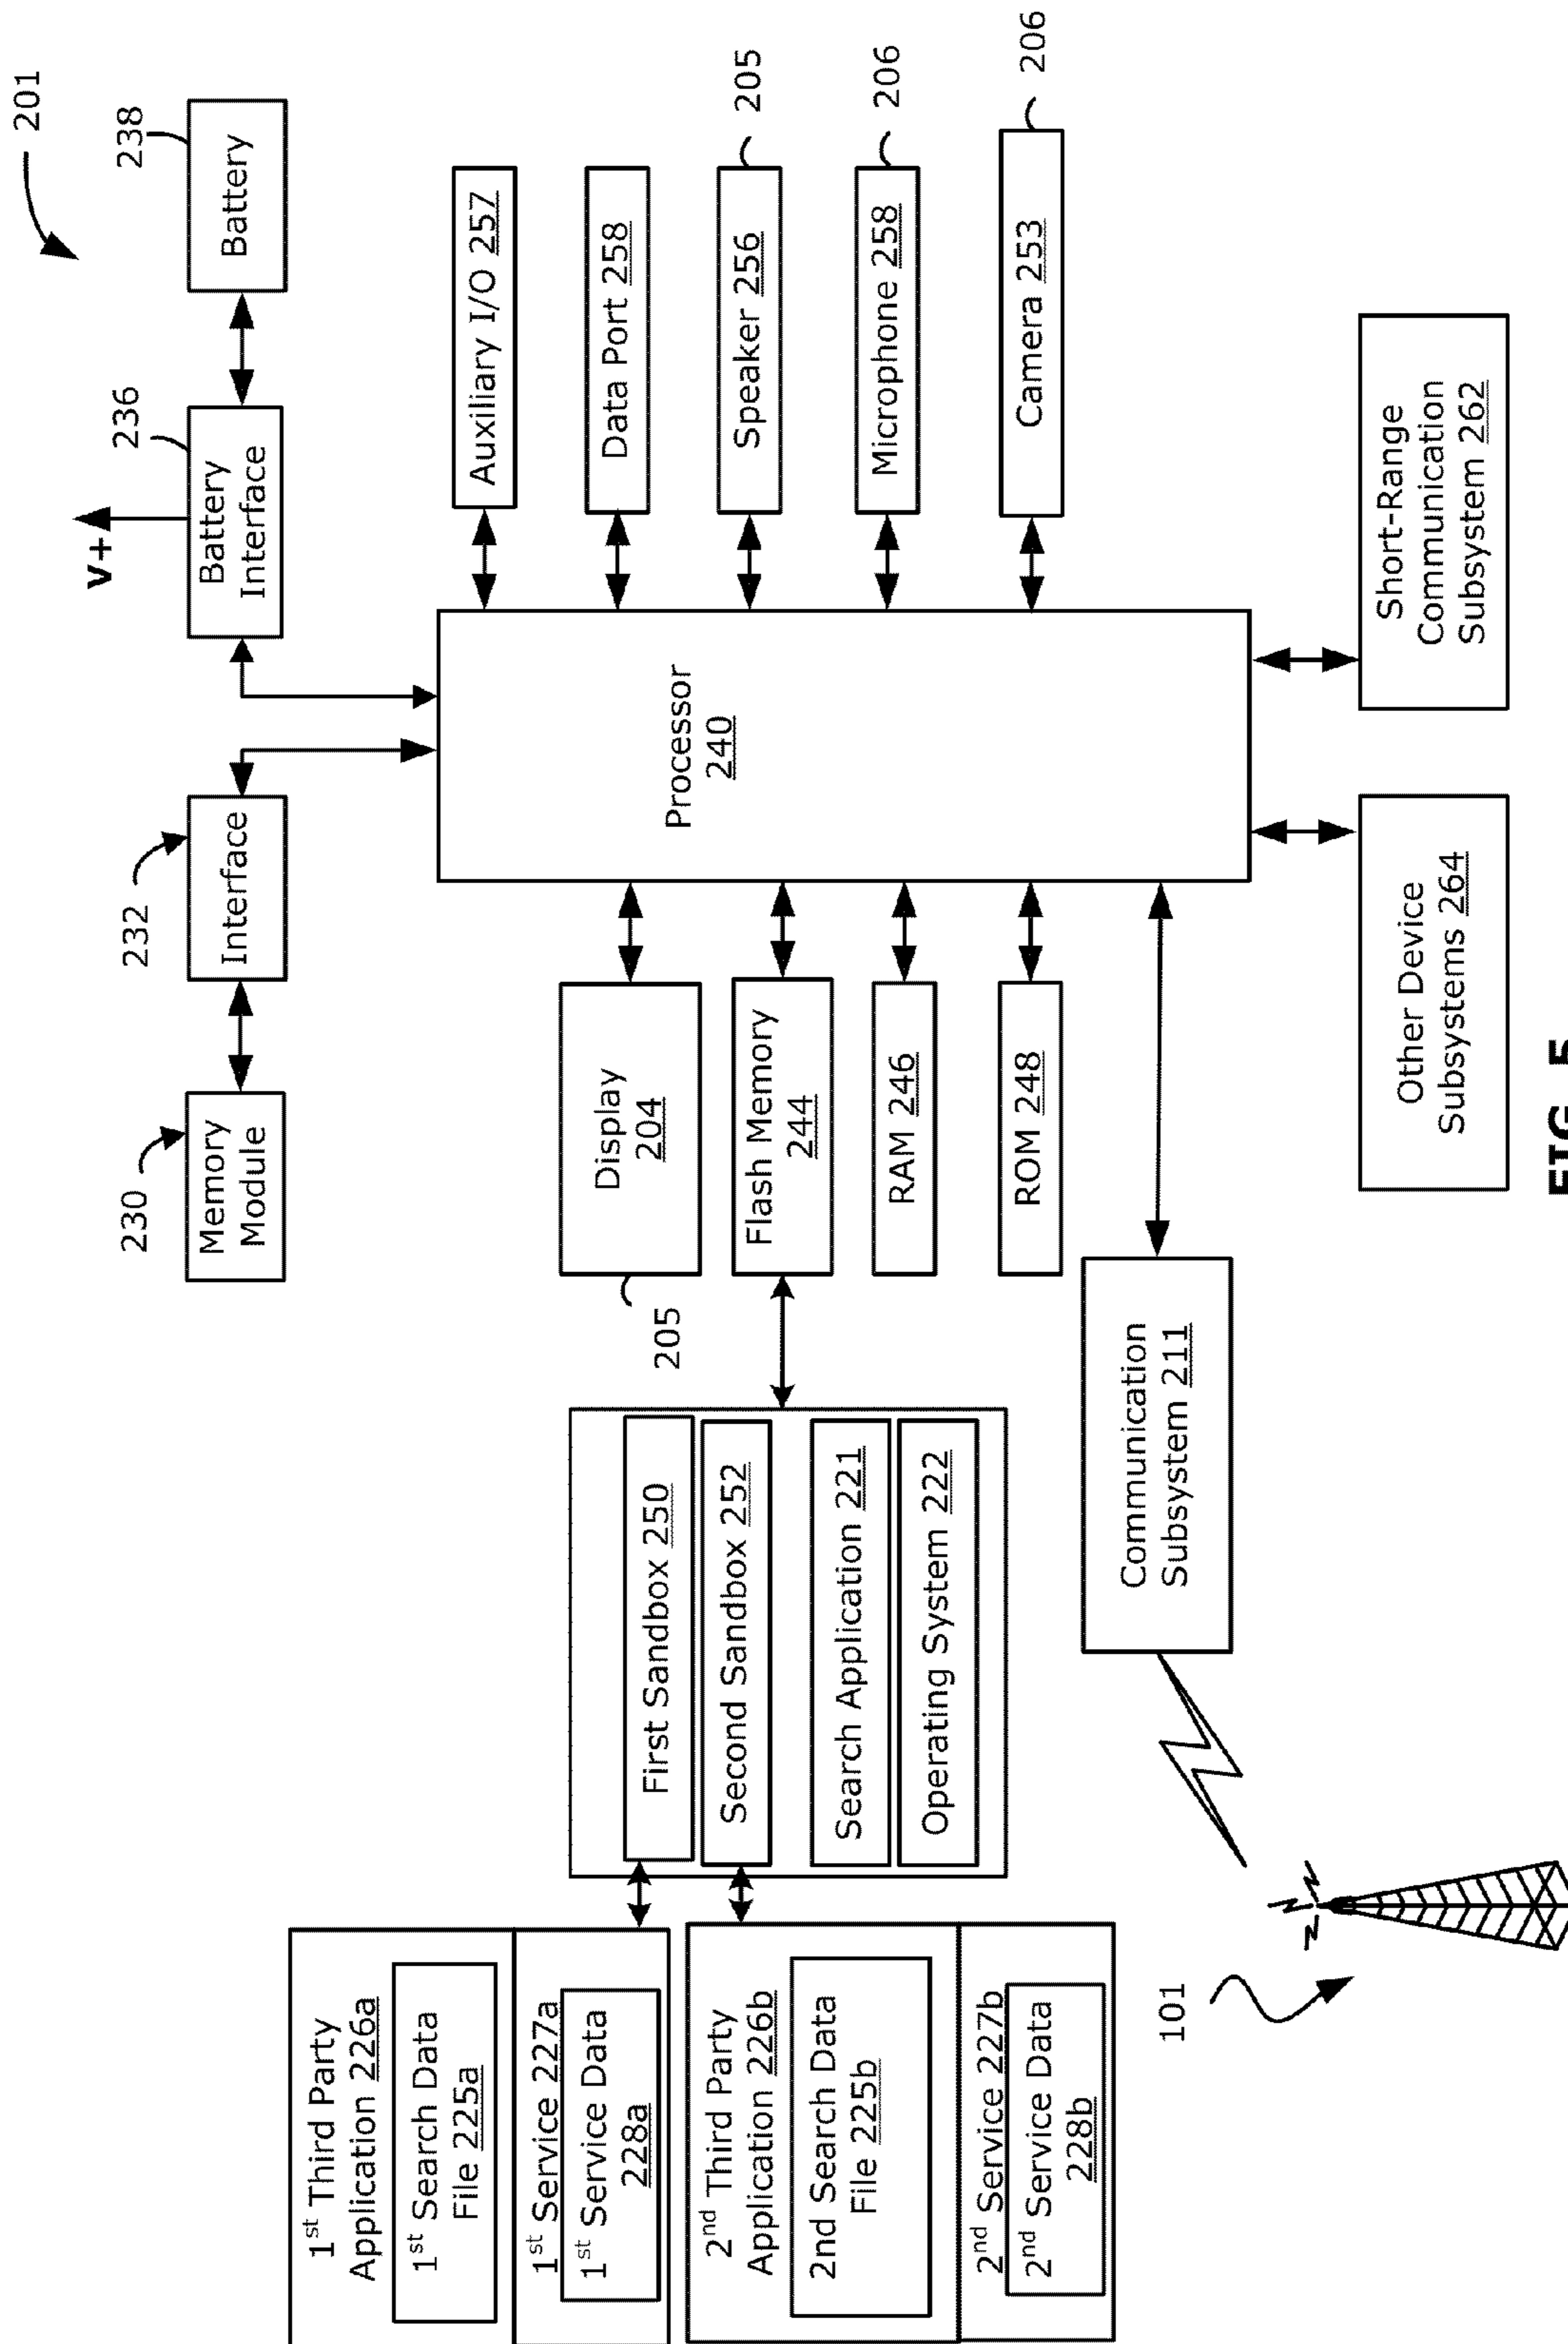 201
230
Memory
Module
232
Interface
V+
236
Battery
Interface
238
Battery
1st Third Party
Application 226a
1st Search Data
File 225a
1st Service 227a
1st Service Data
228a
2nd Third Party
Application 226b
2nd Search Data
File 225b
2nd Service 227b
2nd Service Data
228b
First Sandbox 250
Second Sandbox 252
Search Application 221
Operating System 222
205
Display
204
Flash Memory
244
RAM 246
ROM 248
Communication
Subsystem 211
101
Processor
240
Auxiliary I/O 257
Data Port 258
Speaker 256
205
Microphone 258
206
Camera 253
206
Other Device
Subsystems 264
Short-Range
Communication
Subsystem 262
FIG. 5